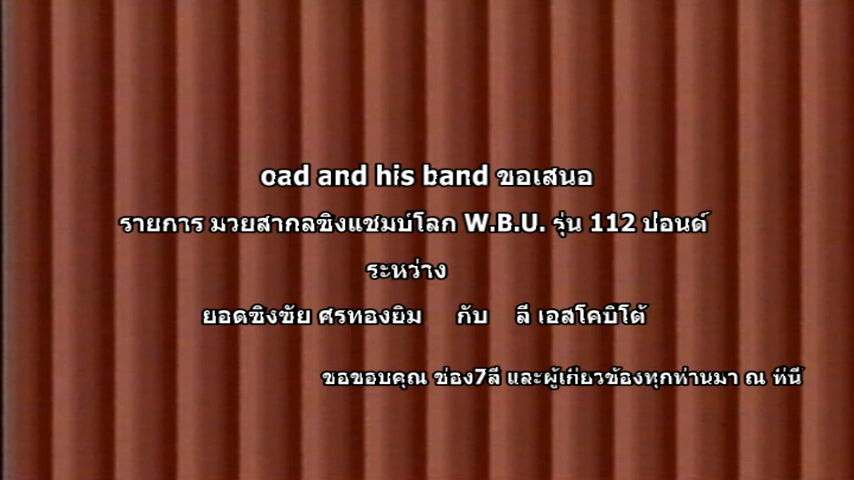 oad and his band ขอเสนอ
รายการ มวยสากลชิงแชมป์โลก W.B.U. รุ่น 112 ปอนด์
ระหว่าง
ยอดชิงชัย ศรทองยิม กับ ลี เอสโคบิโต้
ขอขอบคุณ ช่อง7สี และผู้เกี่ยวข้องทุกท่านมา ณ ที่นี้